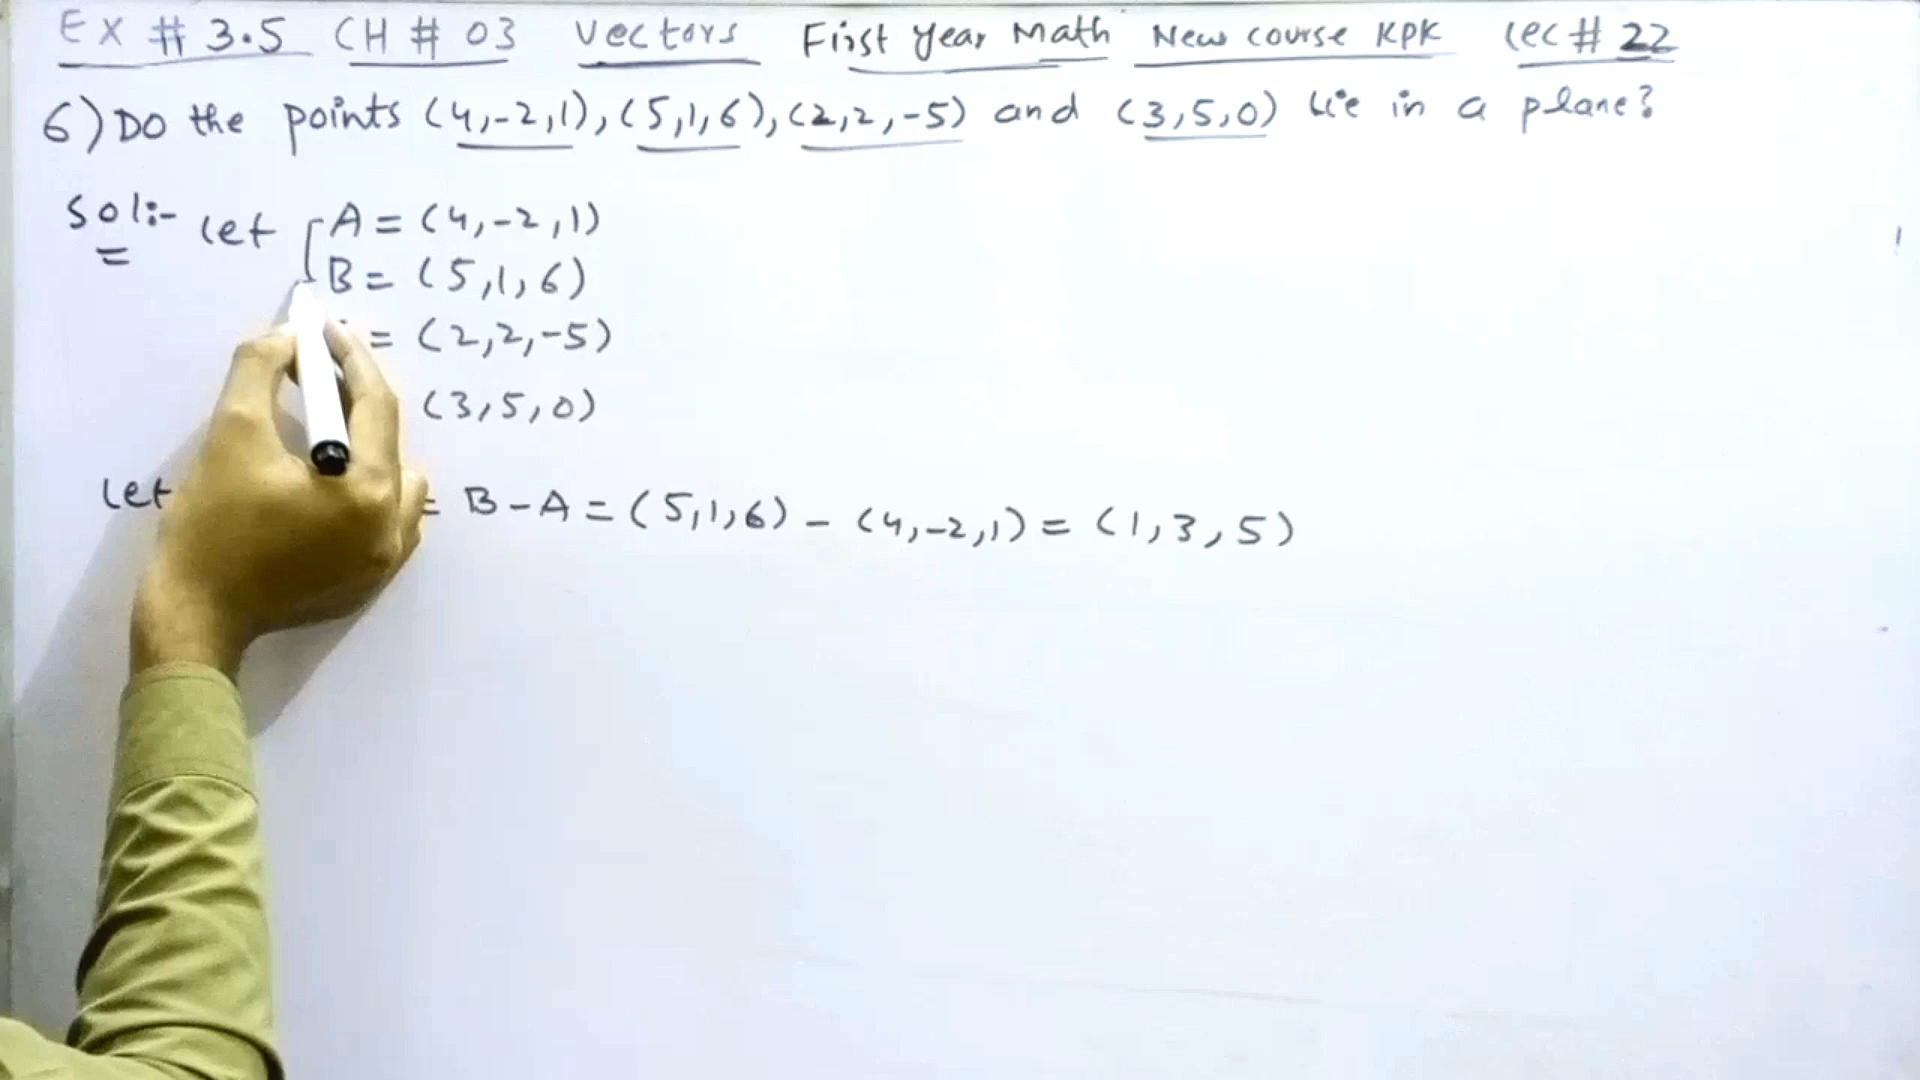 EX # 3.5 CH # 03 Vectors First Year Math New course KPK Lec # 22
6) Do the points (4,-2,1), (5,1,6), (2,2,-5) and (3,5,0) lie in a plane?
Sol:- let A = (4,-2,1)
B = (5,1,6)
= (2,2,-5)
(3,5,0)
Let = B - A = (5,1,6) - (4,-2,1) = (1,3,5)